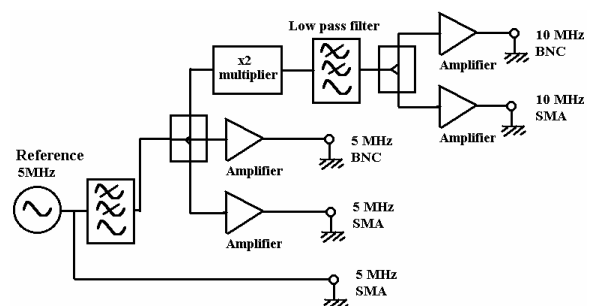 Low pass filter
x2
multiplier
Amplifier
10 MHz
BNC
Amplifier
10 MHz
SMA
Reference
5MHz
Amplifier
5 MHz
BNC
Amplifier
5 MHz
SMA
5 MHz
SMA